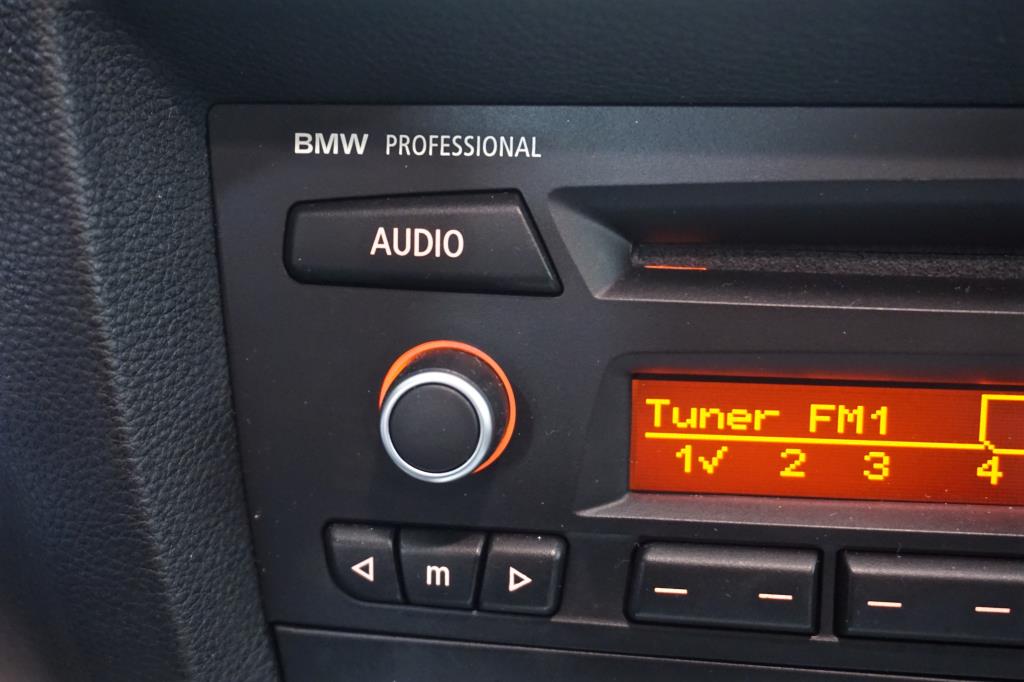 BMW PROFESSIONAL
AUDIO
Tuner FM1
1✓ 2 3 4
m